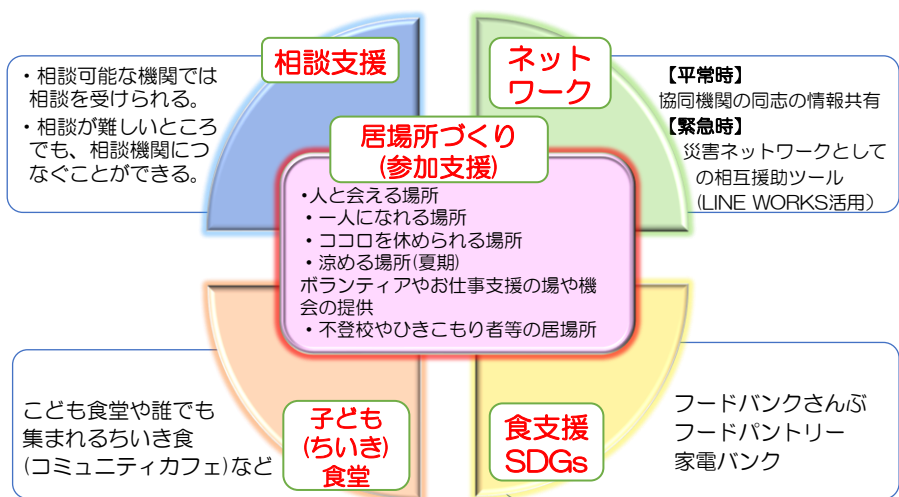 相談支援
・相談可能な機関では
相談を受けられる。
・相談が難しいところ
でも、相談機関につ
なぐことができる。
ネット
ワーク
【平常時】
協同機関の同志の情報共有
【緊急時】
災害ネットワークとして
の相互援助ツール
(LINE WORKS活用）
居場所づくり
(参加支援)
・人と会える場所
・一人になれる場所
・ココロを休められる場所
・涼める場所(夏期)
ボランティアやお仕事支援の場や機
会の提供
・不登校やひきこもり者等の居場所
子ども
(ちいき)
食堂
こども食堂や誰でも
集まれるちいき食
(コミュニティカフェ)など
食支援
SDGs
フードバンクさんぶ
フードパントリー
家電バンク